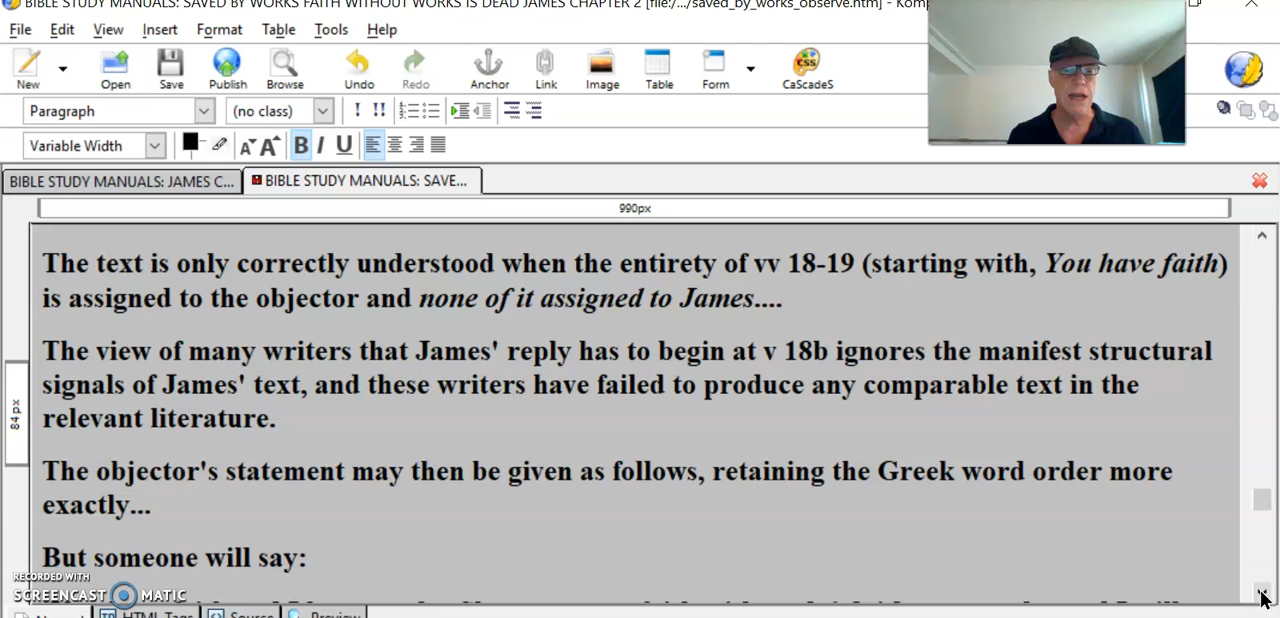 BIBLE STUDY MANUALS: SAVED BY WORKS FAITH WITHOUT WORKS IS DEAD JAMES CHAPTER 2 [file:/.../saved_by_works_observe.htm] - Kom
File Edit View Insert Format Table Tools Help
New Open Save Publish Browse Undo Redo Anchor Link Image Table Form CaScadeS
Paragraph (no class) ! !!
Variable Width A A B I U
BIBLE STUDY MANUALS: JAMES C... BIBLE STUDY MANUALS: SAVE...
990px
The text is only correctly understood when the entirety of vv 18-19 (starting with, You have faith)
is assigned to the objector and none of it assigned to James....
The view of many writers that James' reply has to begin at v 18b ignores the manifest structural
signals of James' text, and these writers have failed to produce any comparable text in the
relevant literature.
84 px
The objector's statement may then be given as follows, retaining the Greek word order more
exactly...
But someone will say:
RECORDED WITH
SCREENCAST MATIC
HTML Tags Source Preview